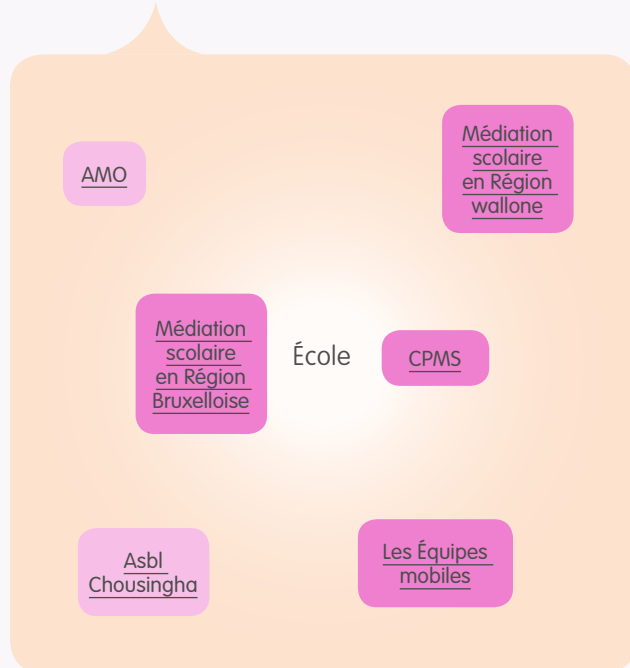 AMO
Médiation
scolaire
en Région
wallone
Médiation
scolaire
en Région
Bruxelloise
École
CPMS
Asbl
Chousingha
Les Équipes
mobiles